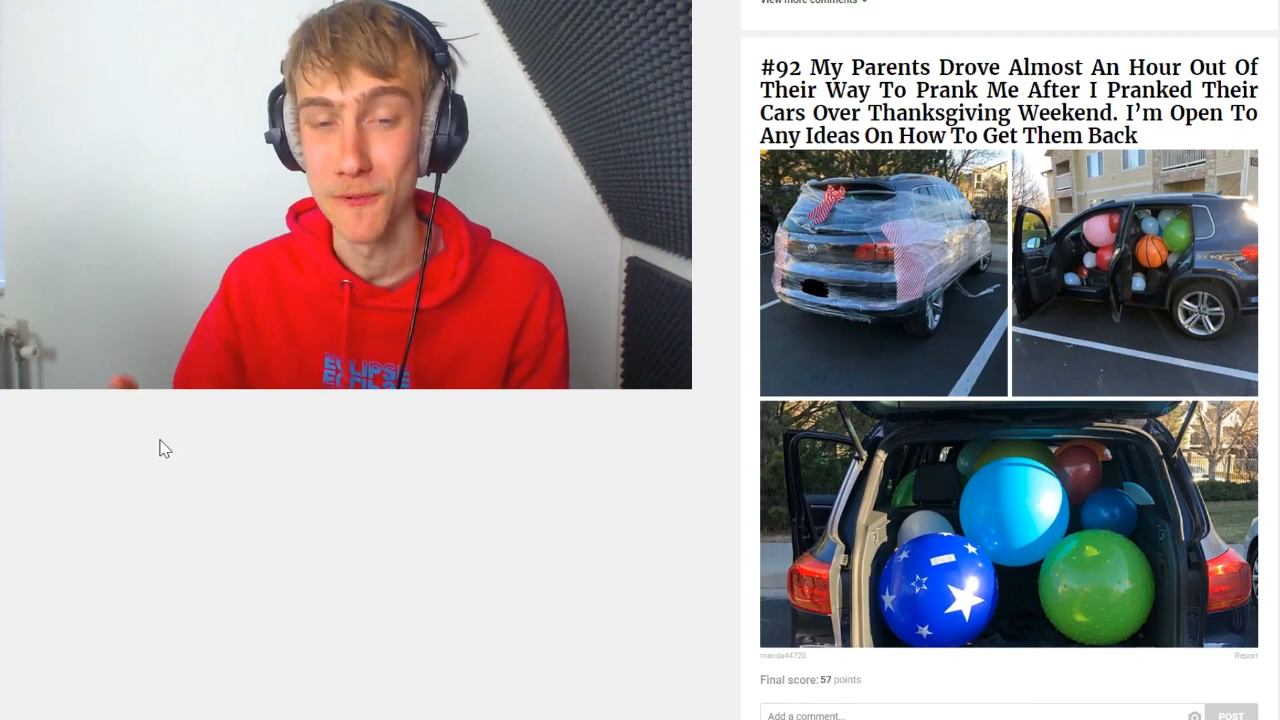 View more comments
#92 My Parents Drove Almost An Hour Out Of
Their Way To Prank Me After I Pranked Their
Cars Over Thanksgiving Weekend. I’m Open To
Any Ideas On How To Get Them Back
ECLIPSE
ECLIPSE
manda44720
Report
Final score: 57 points
Add a comment...
POST